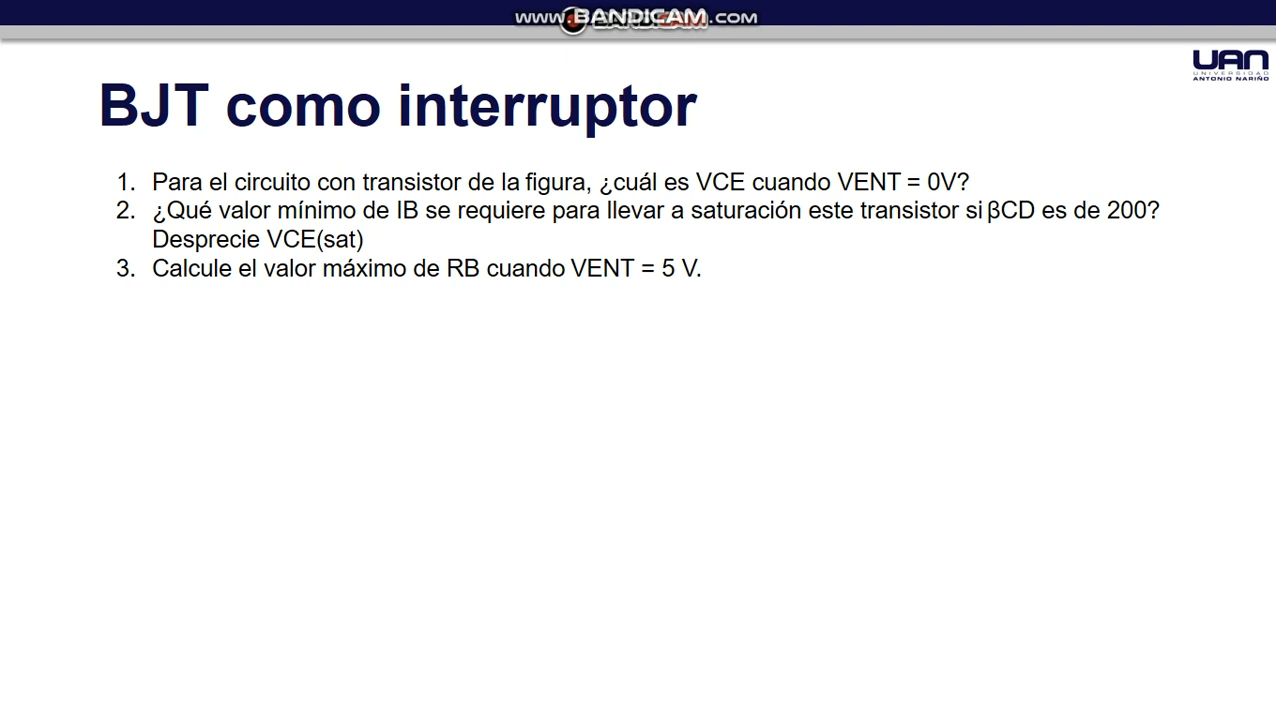 www.BANDICAM.com
UAN
UNIVERSIDAD
ANTONIO NARIÑO
BJT como interruptor
1. Para el circuito con transistor de la figura, ¿cuál es VCE cuando VENT = 0V?
2. ¿Qué valor mínimo de IB se requiere para llevar a saturación este transistor si βCD es de 200?
Desprecie VCE(sat)
3. Calcule el valor máximo de RB cuando VENT = 5 V.